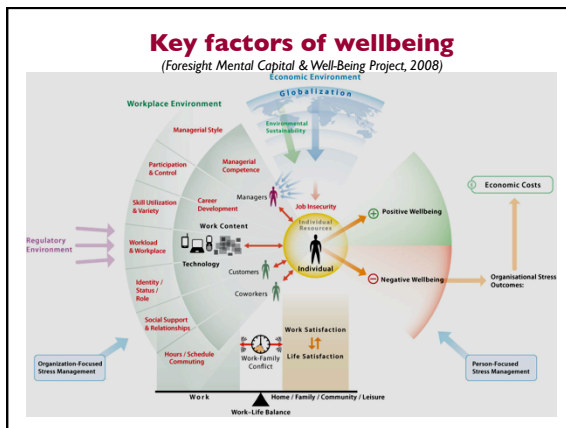 Key factors of wellbeing
(Foresight Mental Capital & Well-Being Project, 2008)
Economic Environment
Globalization
Workplace Environment
Environmental
Sustainability
Managerial Style
Managerial
Competence
Participation
& Control
Managers
Skill Utilization
& Variety
Career
Development
Job Insecurity
Economic Costs
Positive Wellbeing
Individual
Resources
Individual
Work Content
Regulatory
Environment
Workload
& Workplace
Technology
Customers
Negative Wellbeing
Organisational Stress
Outcomes:
Identity /
Status /
Role
Coworkers
Social Support
& Relationships
Hours / Schedule
Commuting
Work-Family
Conflict
Work Satisfaction
Life Satisfaction
Organization-Focused
Stress Management
Person-Focused
Stress Management
Work
Home / Family / Community / Leisure
Work–Life Balance